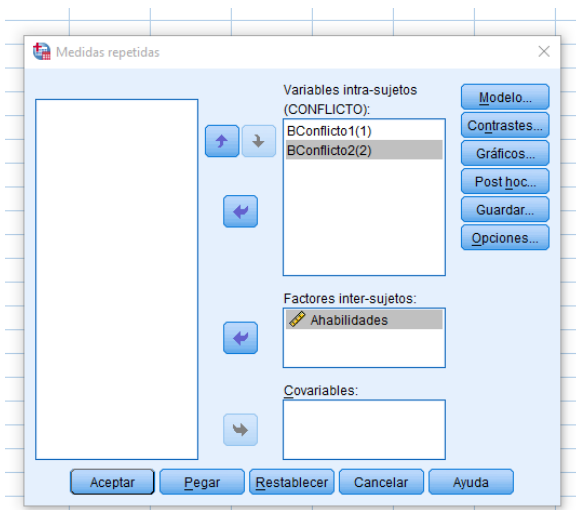 Medidas repetidas
Variables intra-sujetos
(CONFLICTO):
BConflicto1(1)
BConflicto2(2)
Factores inter-sujetos:
Ahabilidades
Covariables:
Modelo...
Contrastes...
Gráficos...
Post hoc...
Guardar...
Opciones...
Aceptar
Pegar
Restablecer
Cancelar
Ayuda